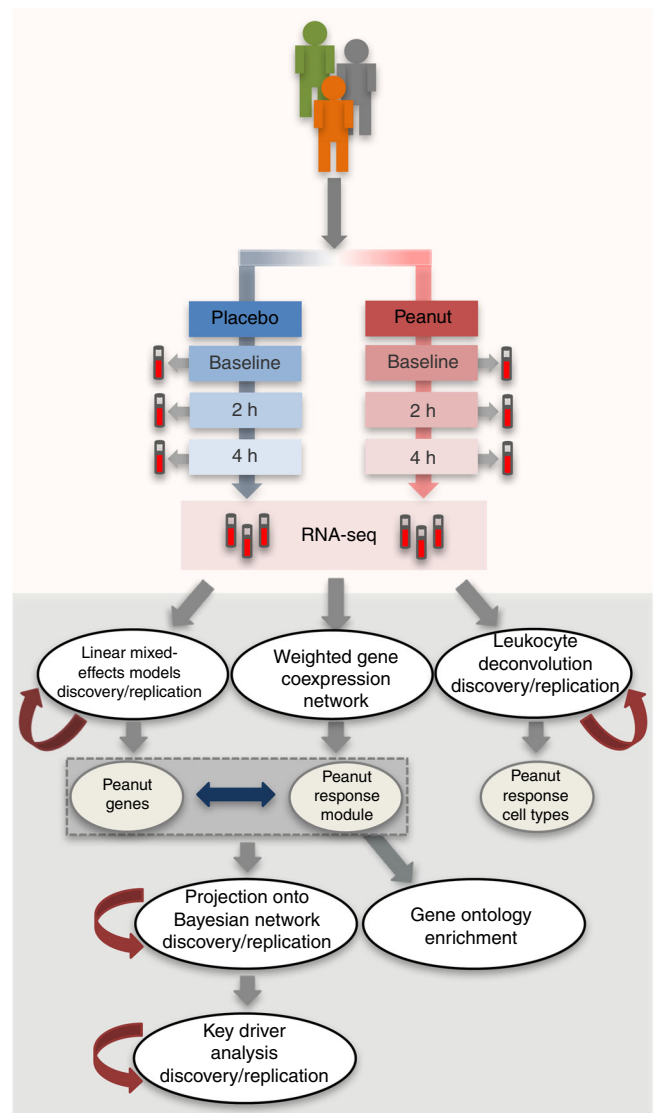 Placebo
Peanut
Baseline
Baseline
2 h
2 h
4 h
4 h
RNA-seq
Linear mixed-
effects models
discovery/replication
Weighted gene
coexpression
network
Leukocyte
deconvolution
discovery/replication
Peanut
genes
Peanut
response
module
Peanut
response
cell types
Projection onto
Bayesian network
discovery/replication
Gene ontology
enrichment
Key driver
analysis
discovery/replication